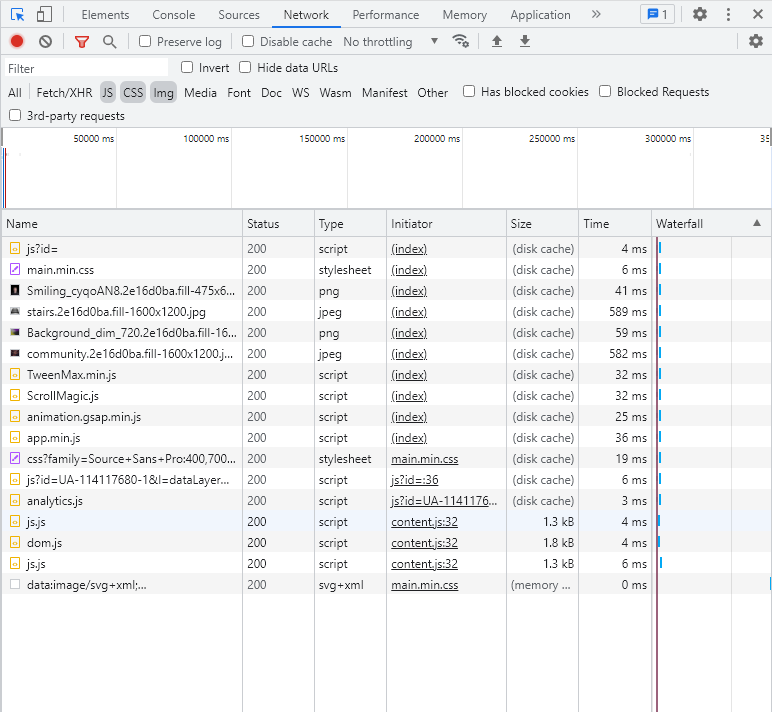 Elements Console Sources Network Performance Memory Application » 1
Preserve log Disable cache No throttling
Filter Invert Hide data URLs
All Fetch/XHR JS CSS Img Media Font Doc WS Wasm Manifest Other Has blocked cookies Blocked Requests
3rd-party requests
50000 ms 100000 ms 150000 ms 200000 ms 250000 ms 300000 ms 35
Name Status Type Initiator Size Time Waterfall
js?id= 200 script (index) (disk cache) 4 ms
main.min.css 200 stylesheet (index) (disk cache) 6 ms
Smiling_cyqoAN8.2e16d0ba.fill-475x6... 200 png (index) (disk cache) 41 ms
stairs.2e16d0ba.fill-1600x1200.jpg 200 jpeg (index) (disk cache) 589 ms
Background_dim_720.2e16d0ba.fill-16... 200 png (index) (disk cache) 59 ms
community.2e16d0ba.fill-1600x1200.j... 200 jpeg (index) (disk cache) 582 ms
TweenMax.min.js 200 script (index) (disk cache) 32 ms
ScrollMagic.js 200 script (index) (disk cache) 32 ms
animation.gsap.min.js 200 script (index) (disk cache) 25 ms
app.min.js 200 script (index) (disk cache) 36 ms
css?family=Source+Sans+Pro:400,700... 200 stylesheet main.min.css (disk cache) 19 ms
js?id=UA-114117680-1&l=dataLayer... 200 script js?id=:36 (disk cache) 6 ms
analytics.js 200 script js?id=UA-1141176... (disk cache) 3 ms
js.js 200 script content.js:32 1.3 kB 4 ms
dom.js 200 script content.js:32 1.8 kB 4 ms
js.js 200 script content.js:32 1.3 kB 6 ms
data:image/svg+xml;... 200 svg+xml main.min.css (memory ... 0 ms